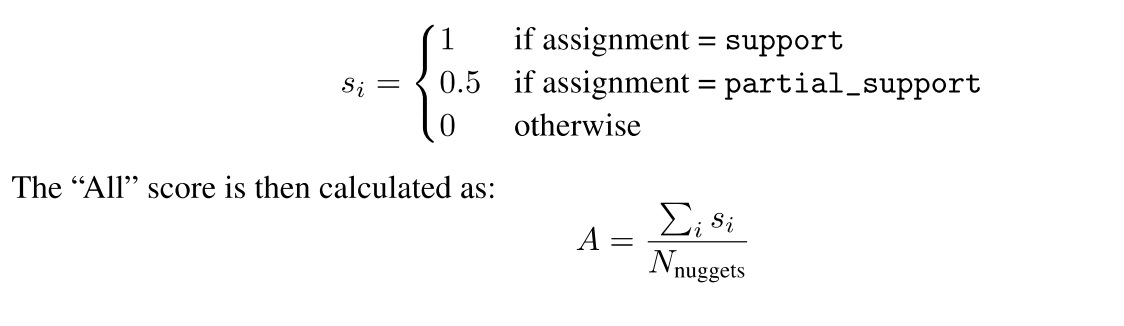 1 if assignment = support
s_i = { 0.5 if assignment = partial_support
0 otherwise
The “All” score is then calculated as:
A = ∑_i s_i / N_nuggets